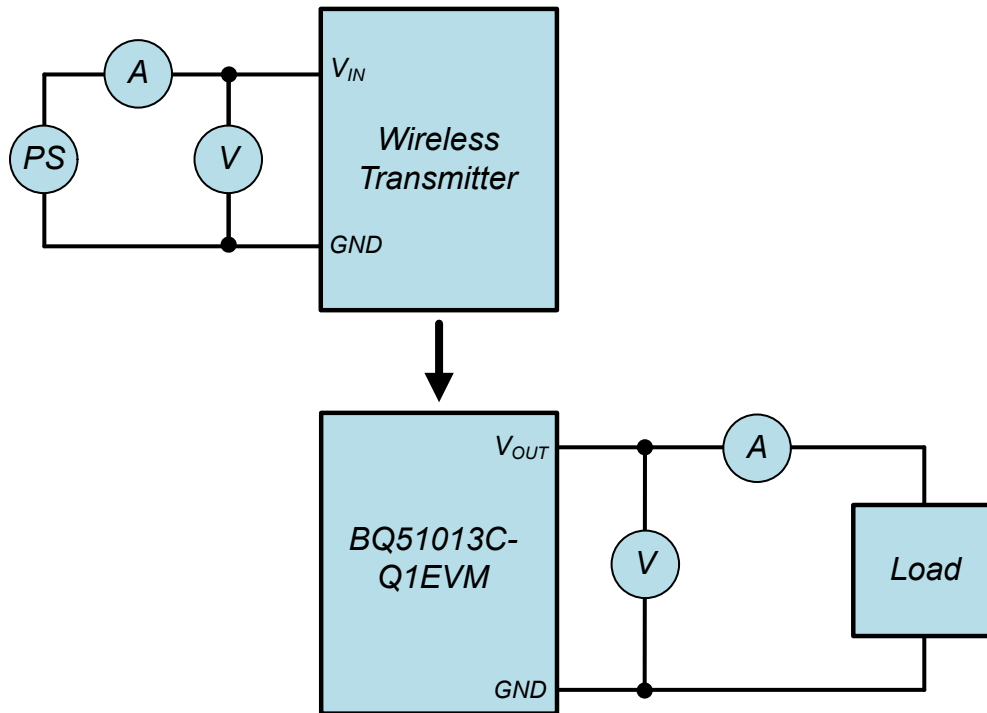 A
V_IN
PS
V
Wireless
Transmitter
GND
V_OUT
A
BQ51013C-
Q1EVM
V
Load
GND